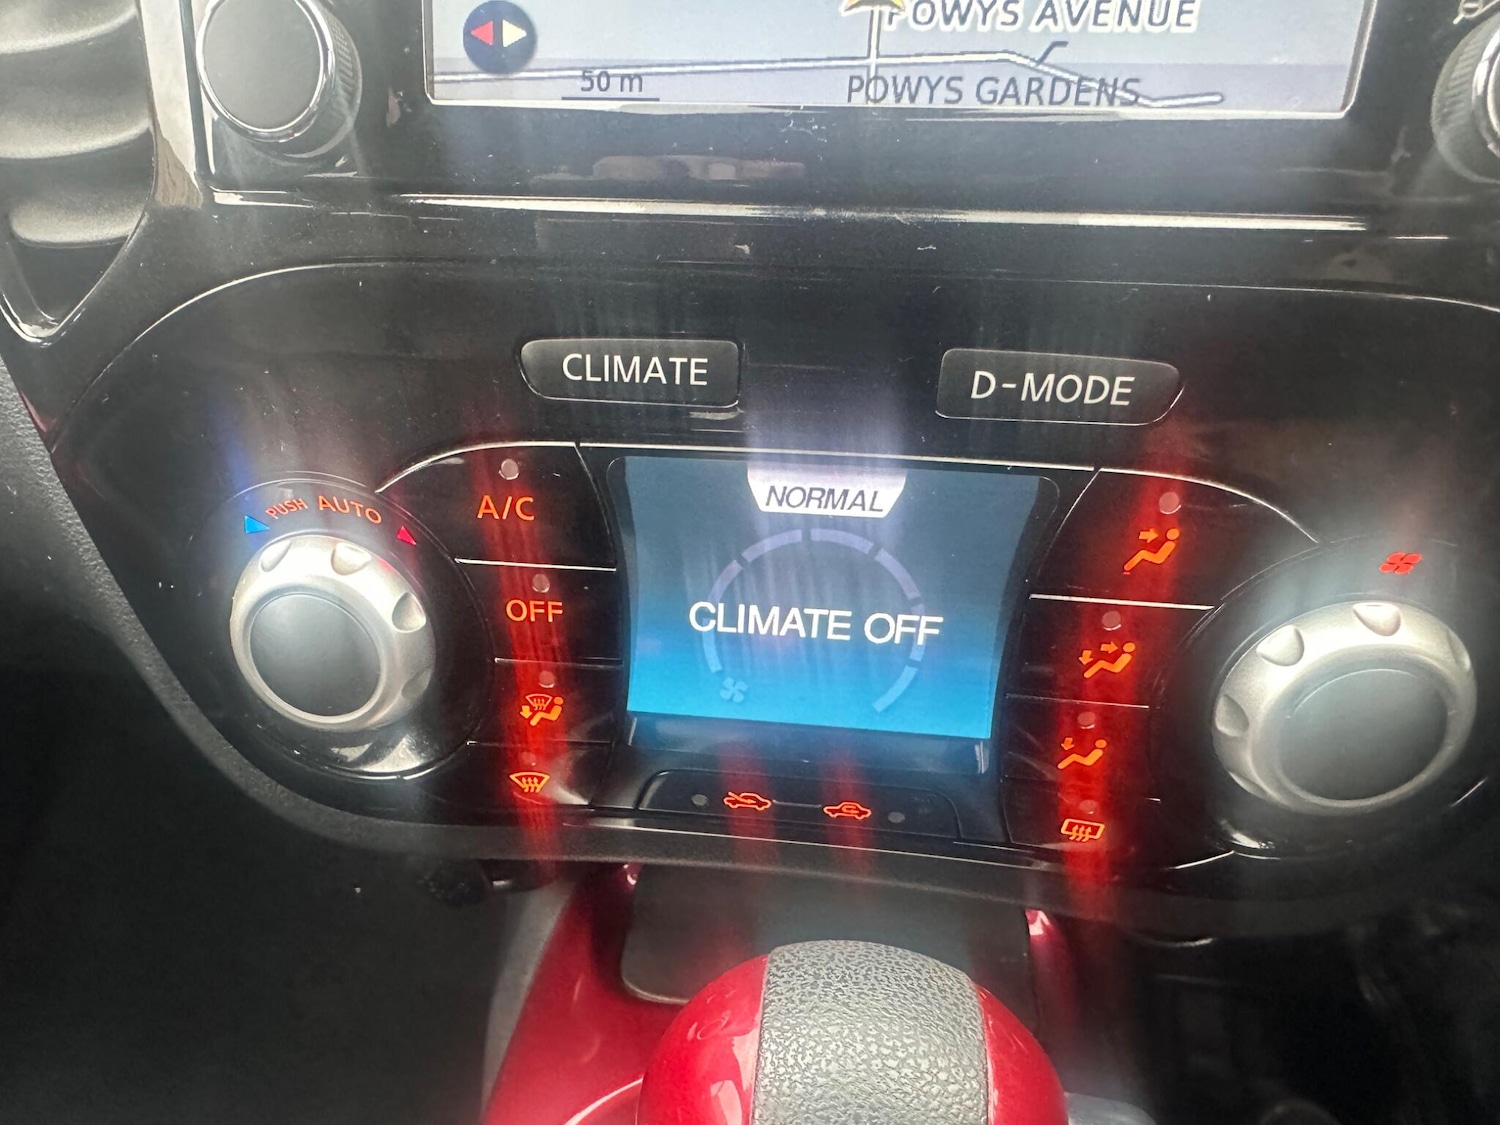 POWYS AVENUE
50 m
POWYS GARDENS
CLIMATE
D-MODE
PUSH AUTO
A/C
NORMAL
OFF
CLIMATE OFF